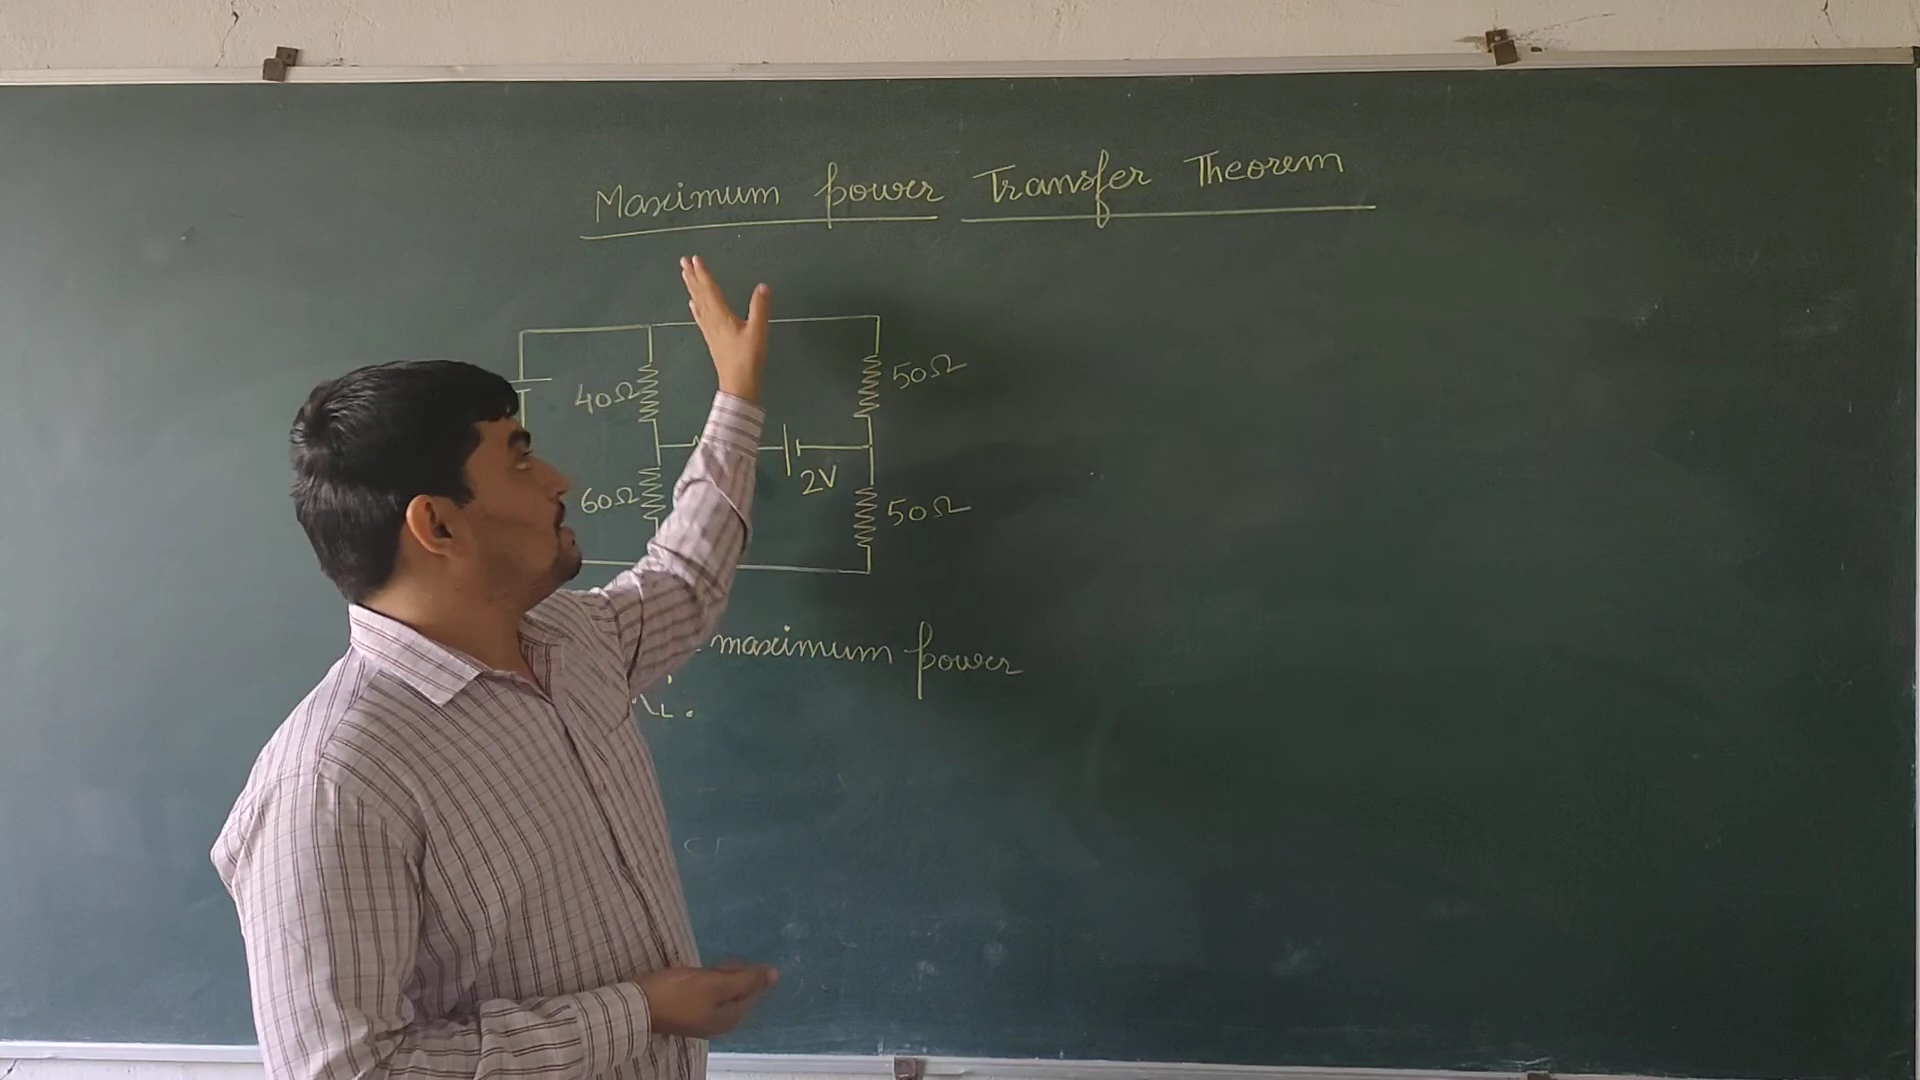 Maximum power Transfer Theorem
40Ω
50Ω
2V
60Ω
50Ω
maximum power
L.